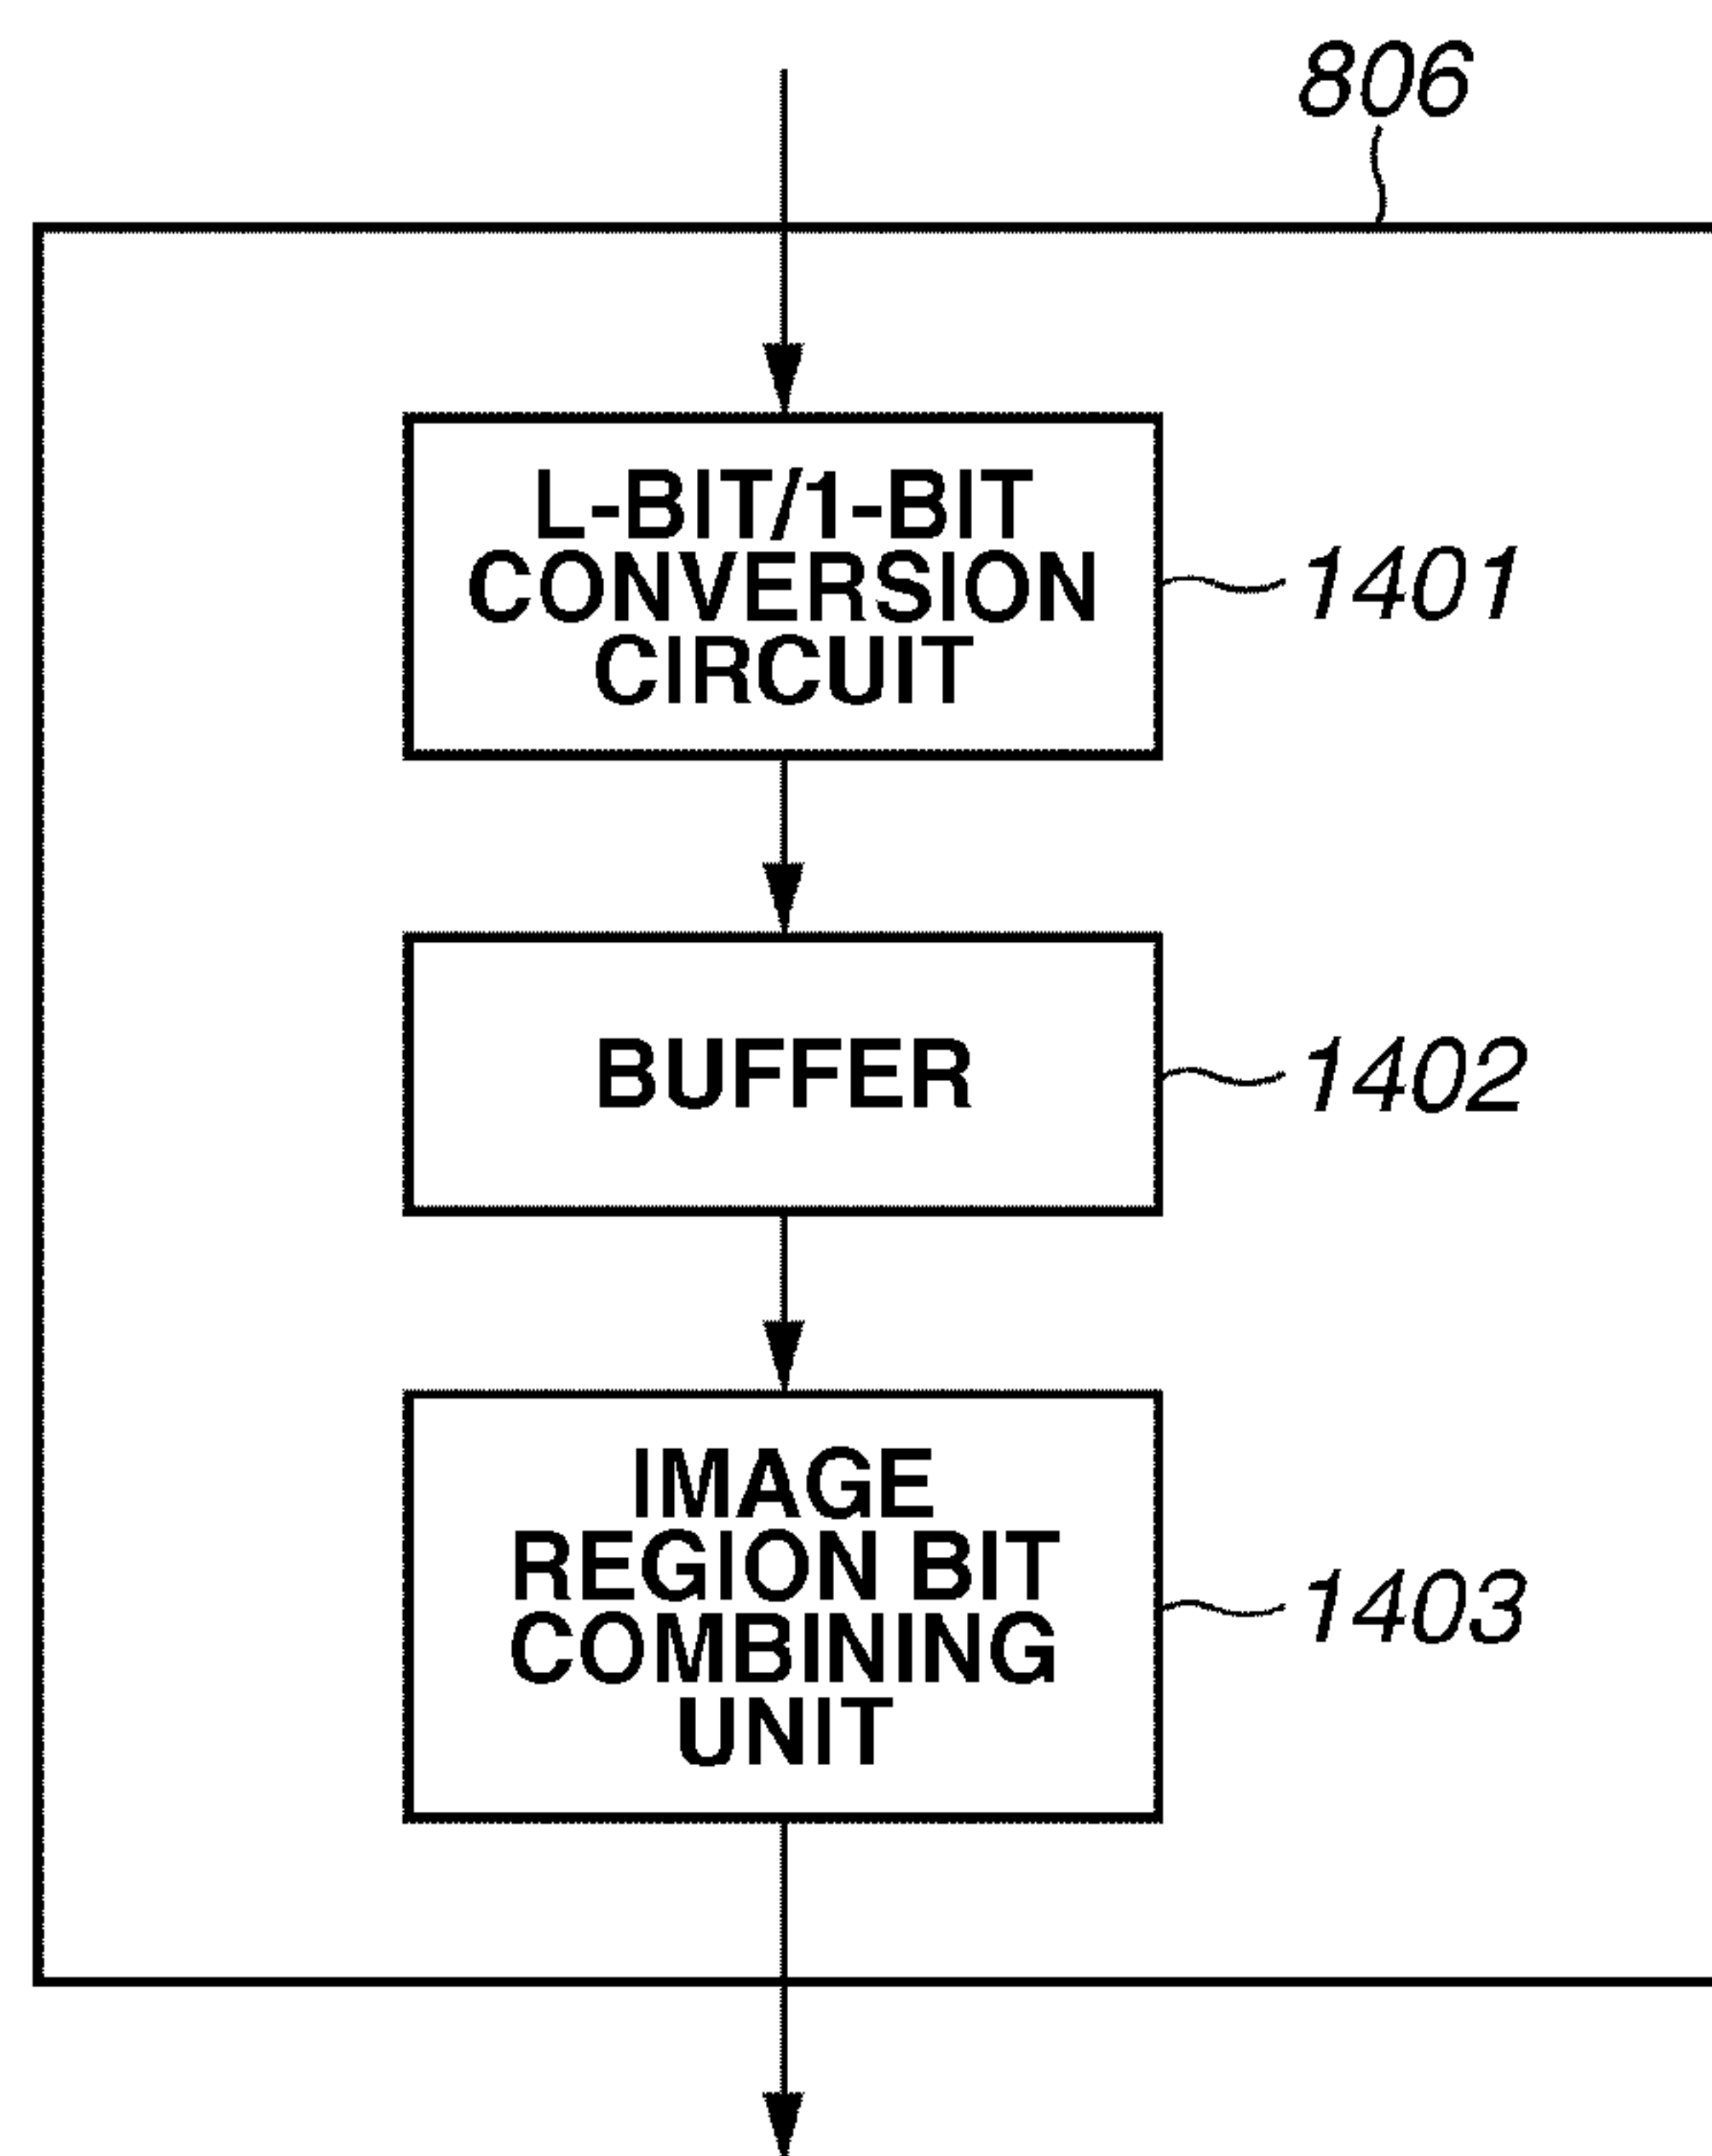 806
L-BIT/1-BIT
CONVERSION
CIRCUIT
1401
BUFFER
1402
IMAGE
REGION BIT
COMBINING
UNIT
1403